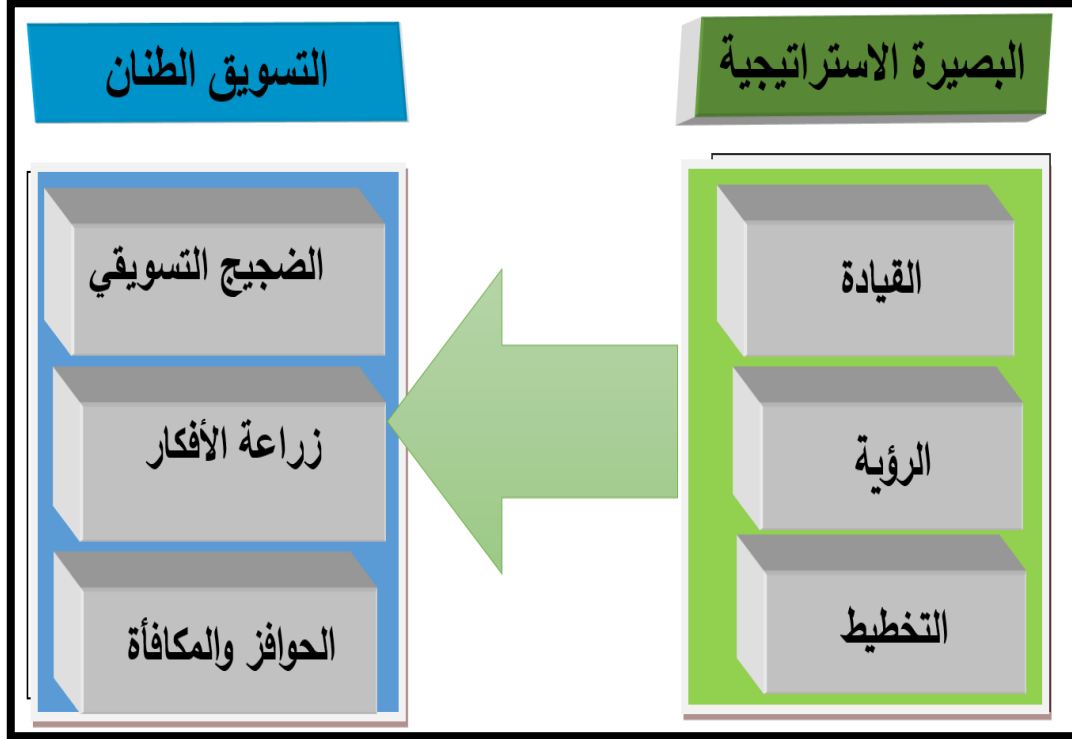 البصيرة الاستراتيجية
القيادة
الرؤية
التخطيط
التسويق الطنان
الضجيج التسويقي
زراعة الأفكار
الحوافز والمكافأة